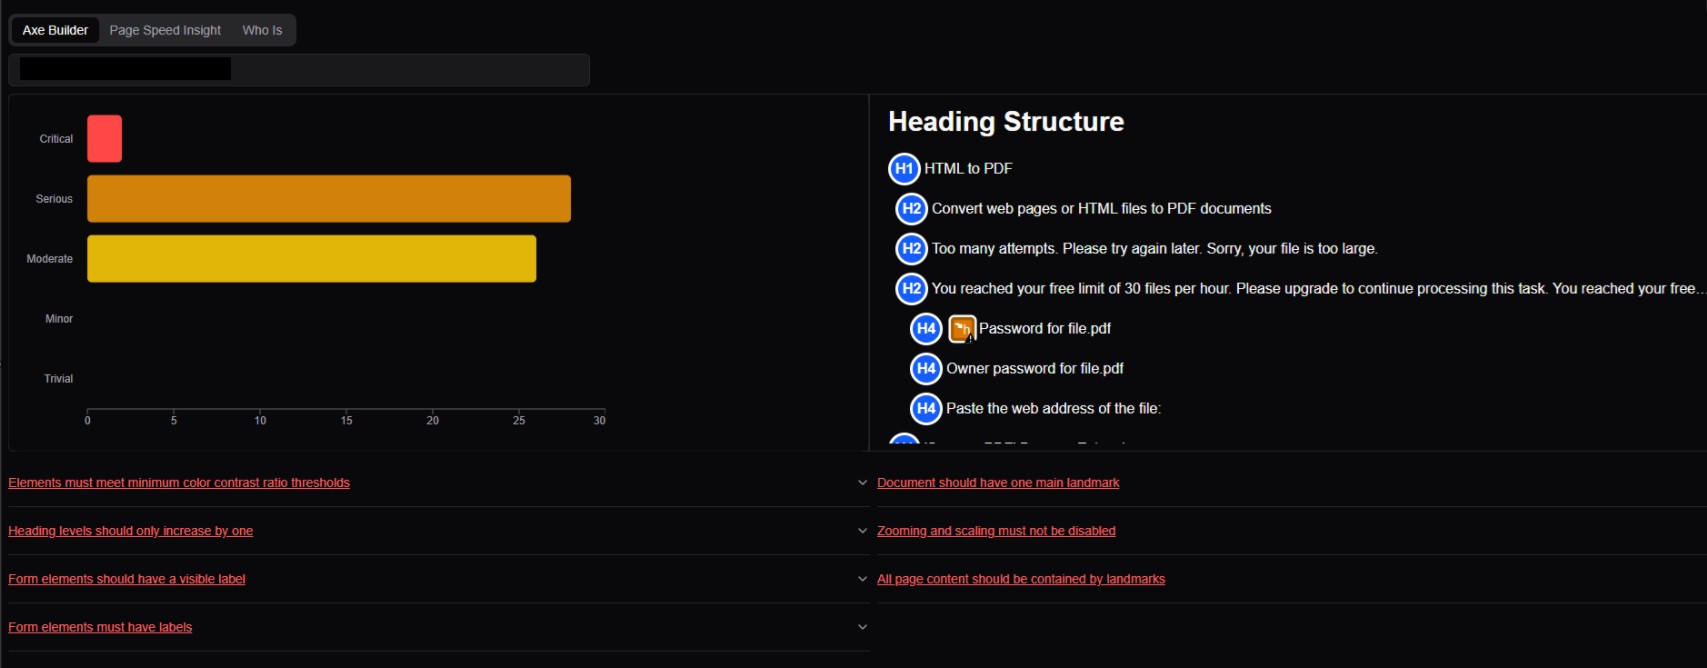 Axe Builder
Page Speed Insight
Who Is
Critical
Serious
Moderate
Minor
Trivial
0 5 10 15 20 25 30
Heading Structure
H1 HTML to PDF
H2 Convert web pages or HTML files to PDF documents
H2 Too many attempts. Please try again later. Sorry, your file is too large.
H2 You reached your free limit of 30 files per hour. Please upgrade to continue processing this task. You reached your free...
H4 Password for file.pdf
H4 Owner password for file.pdf
H4 Paste the web address of the file:
Elements must meet minimum color contrast ratio thresholds
Heading levels should only increase by one
Form elements should have a visible label
Form elements must have labels
Document should have one main landmark
Zooming and scaling must not be disabled
All page content should be contained by landmarks